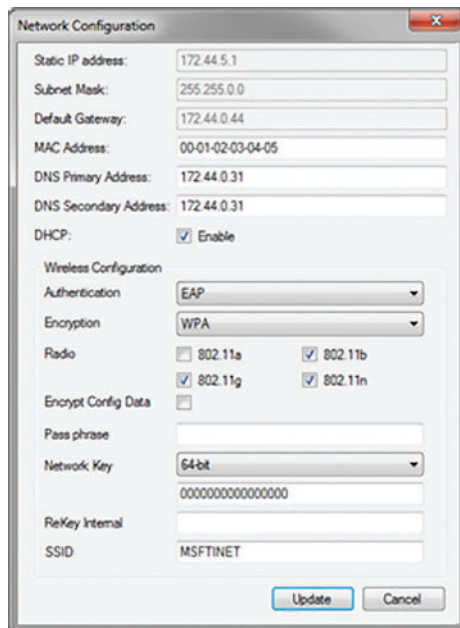 Network Configuration
Static IP address: 172.44.5.1
Subnet Mask: 255.255.0.0
Default Gateway: 172.44.0.44
MAC Address: 00-01-02-03-04-05
DNS Primary Address: 172.44.0.31
DNS Secondary Address: 172.44.0.31
DHCP: Enable
Wireless Configuration
Authentication EAP
Encryption WPA
Radio 802.11a 802.11b
802.11g 802.11n
Encrypt Config Data
Pass phrase
Network Key 64-bit
0000000000000000
ReKey Internal
SSID MSFTINET
Update Cancel